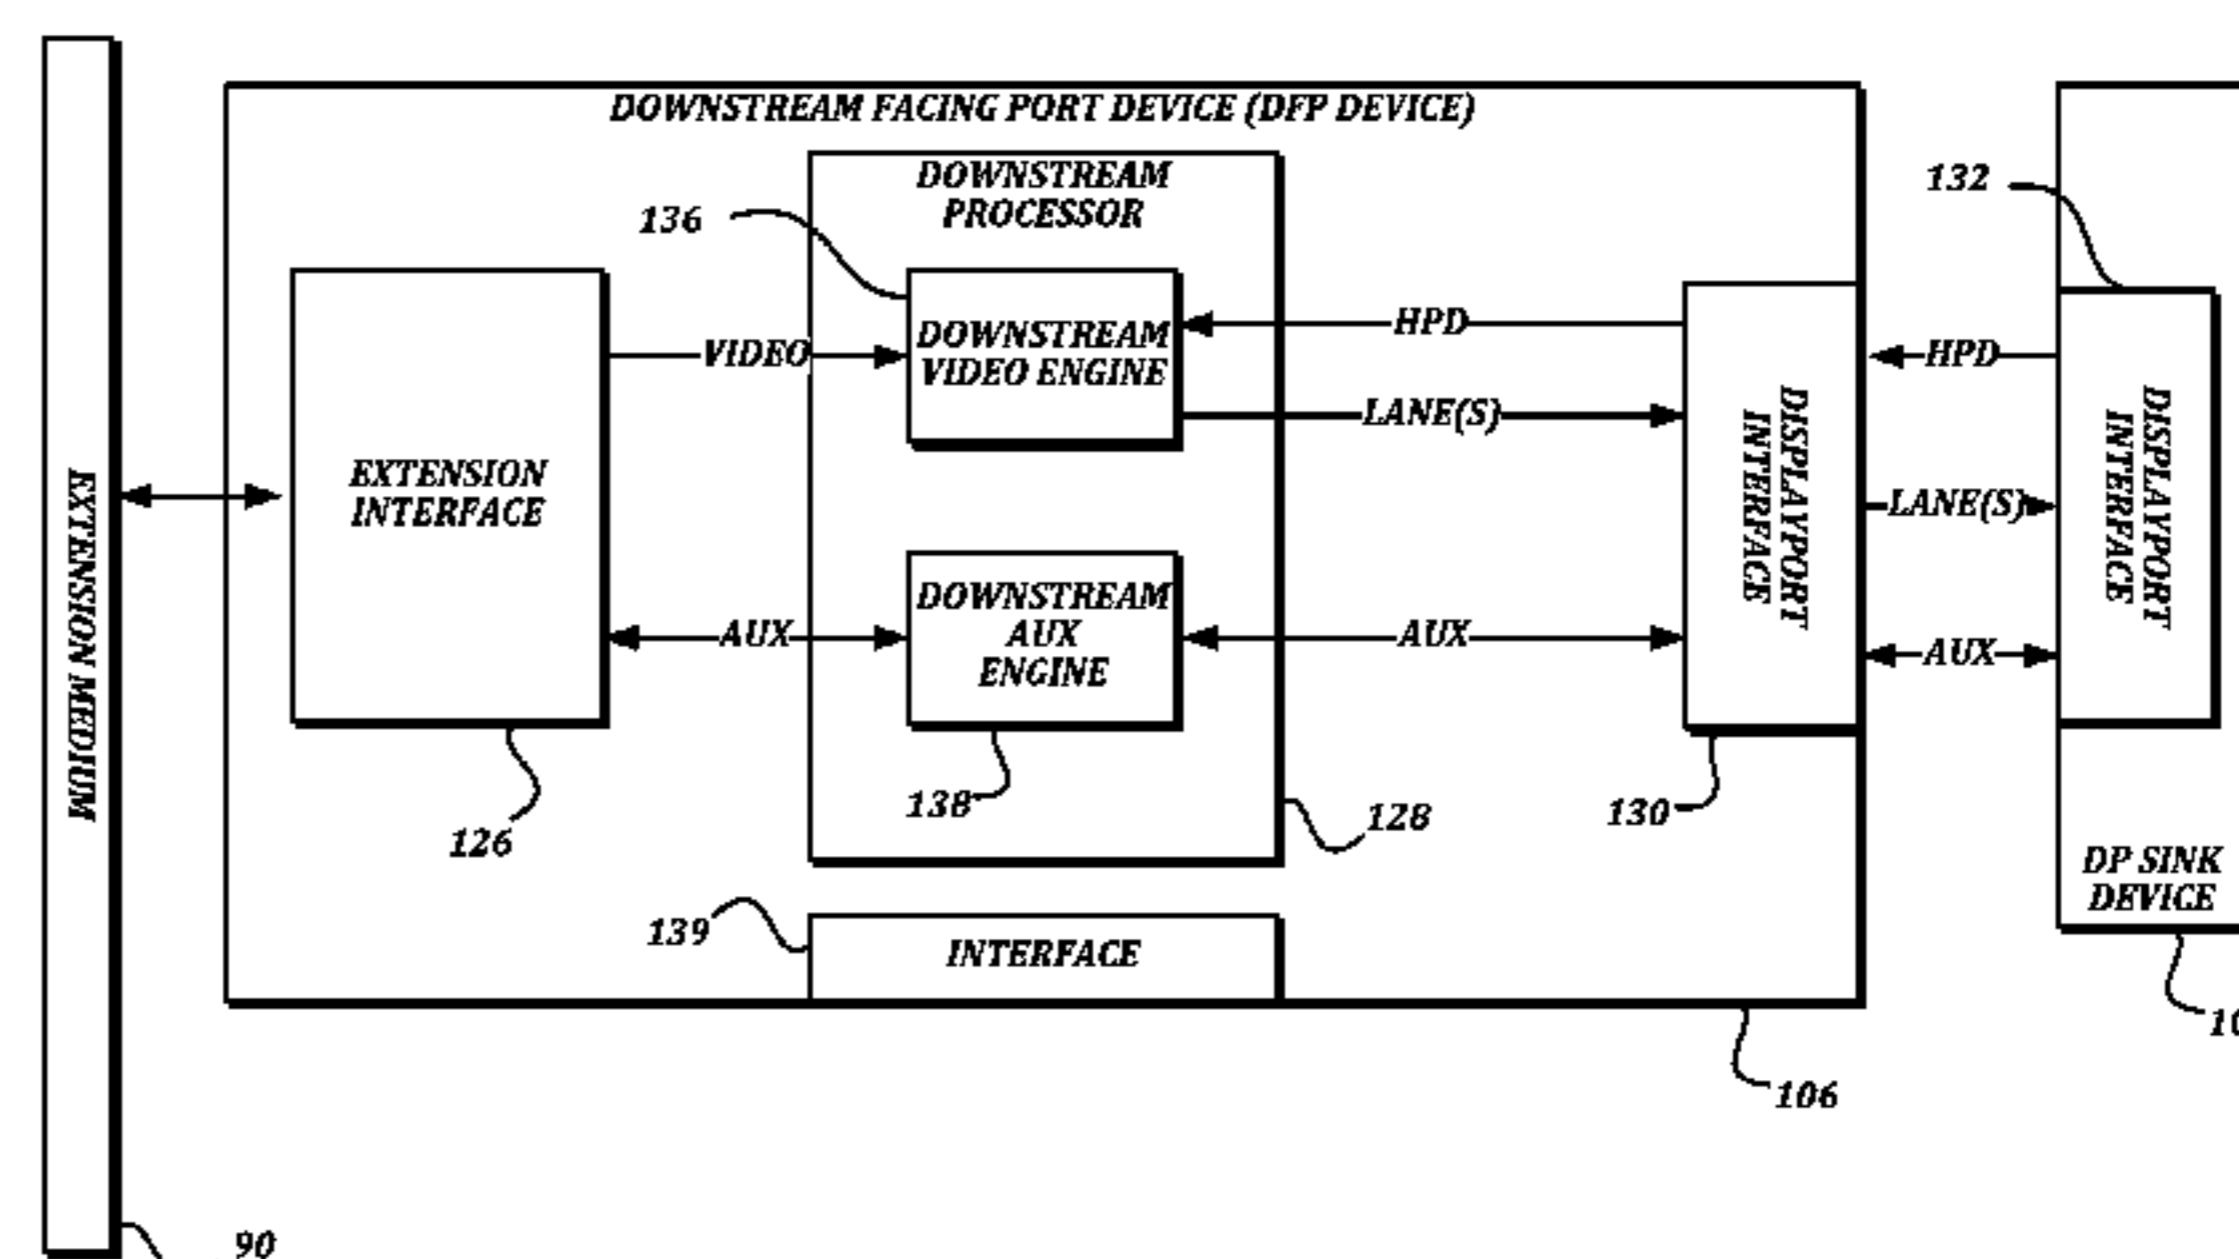 DOWNSTREAM FACING PORT DEVICE (DFP DEVICE)
DOWNSTREAM
PROCESSOR
136
132
DOWNSTREAM
VIDEO ENGINE
VIDEO
HPD
HPD
LANE(S)
LANE(S)
EXTENSION
INTERFACE
EXTENSION MEDIUM
DISPLAYPORT
INTERFACE
DISPLAYPORT
INTERFACE
AUX
DOWNSTREAM
AUX
ENGINE
AUX
AUX
138
128
130
126
DP SINK
DEVICE
139
INTERFACE
106
90